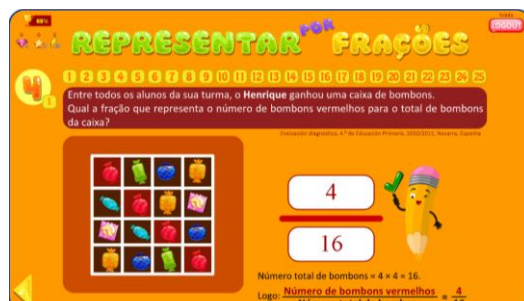 LOGOUT
REPRESENTAR POR FRAÇÕES
1 2 3 4 5 6 7 8 9 10 11 12 13 14 15 16 17 18 19 20 21 22 23 24 25
4
Entre todos os alunos da sua turma, o Henrique ganhou uma caixa de bombons.
Qual a fração que representa o número de bombons vermelhos para o total de bombons
da caixa?
Evaluación diagnóstica, 4.º de Educación Primaria, 2010/2011, Navarra, Espanha
4
16
Número total de bombons = 4 × 4 = 16.
Logo: Número de bombons vermelhos = 4